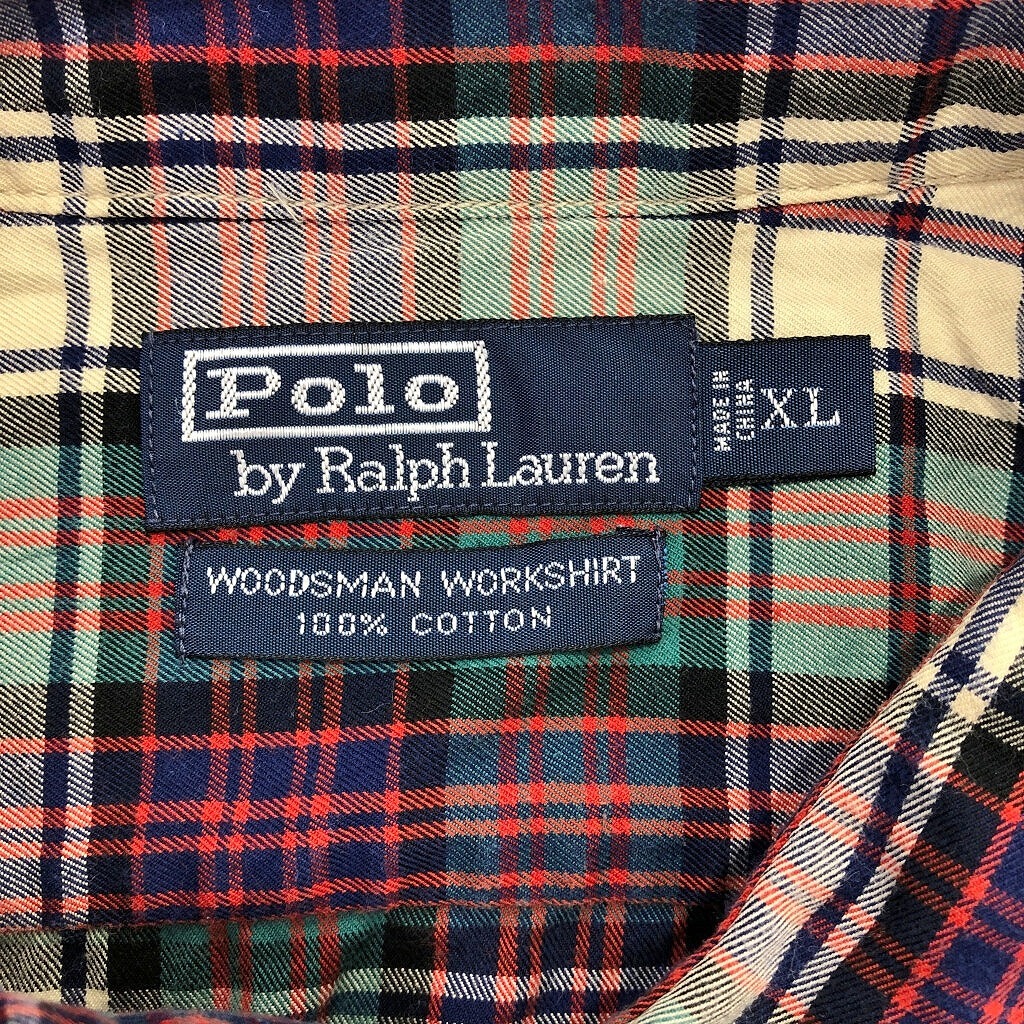 Polo
by Ralph Lauren
MADE IN
CHINA
XL
WOODSMAN WORKSHIRT
100% COTTON